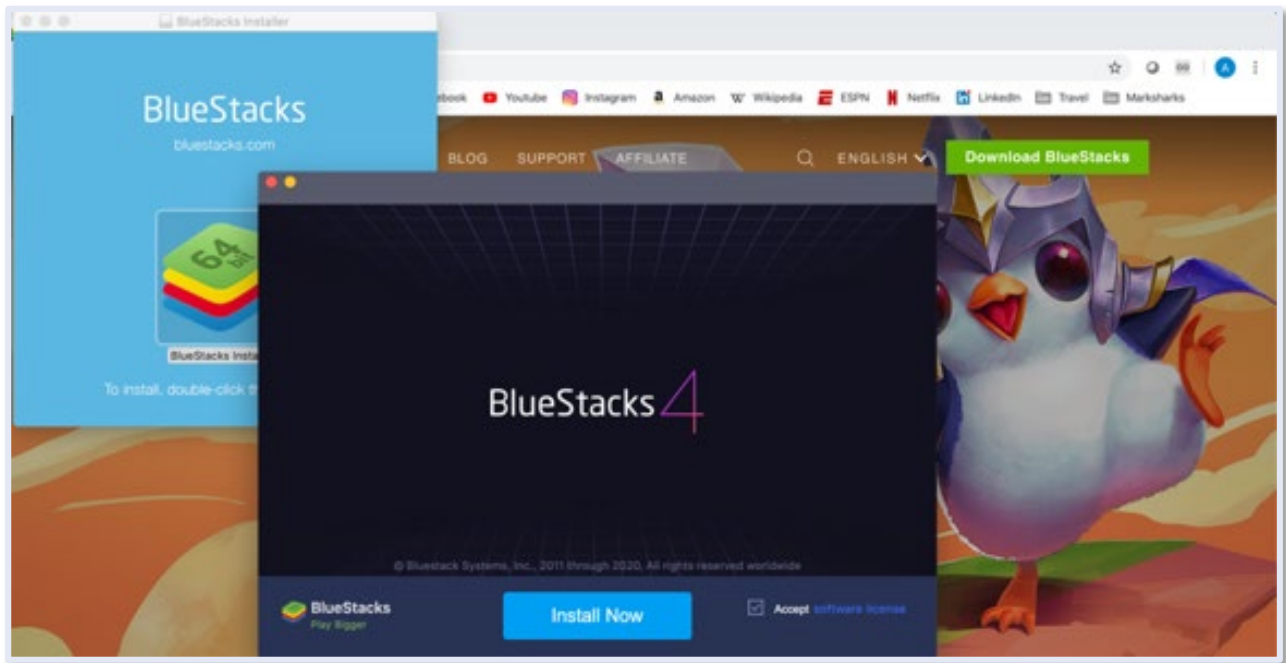 BlueStacks Installer
BlueStacks
bluestacks.com
64
bit
BlueStacks Insta
To install, double-click th
ebook Youtube Instagram Amazon Wikipedia ESPN Netflix LinkedIn Travel Marksharks
A
BLOG SUPPORT AFFILIATE ENGLISH Download BlueStacks
BlueStacks 4
© Bluestack Systems, Inc., 2011 through 2020, All rights reserved worldwide
BlueStacks
Play Bigger
Install Now
Accept software license